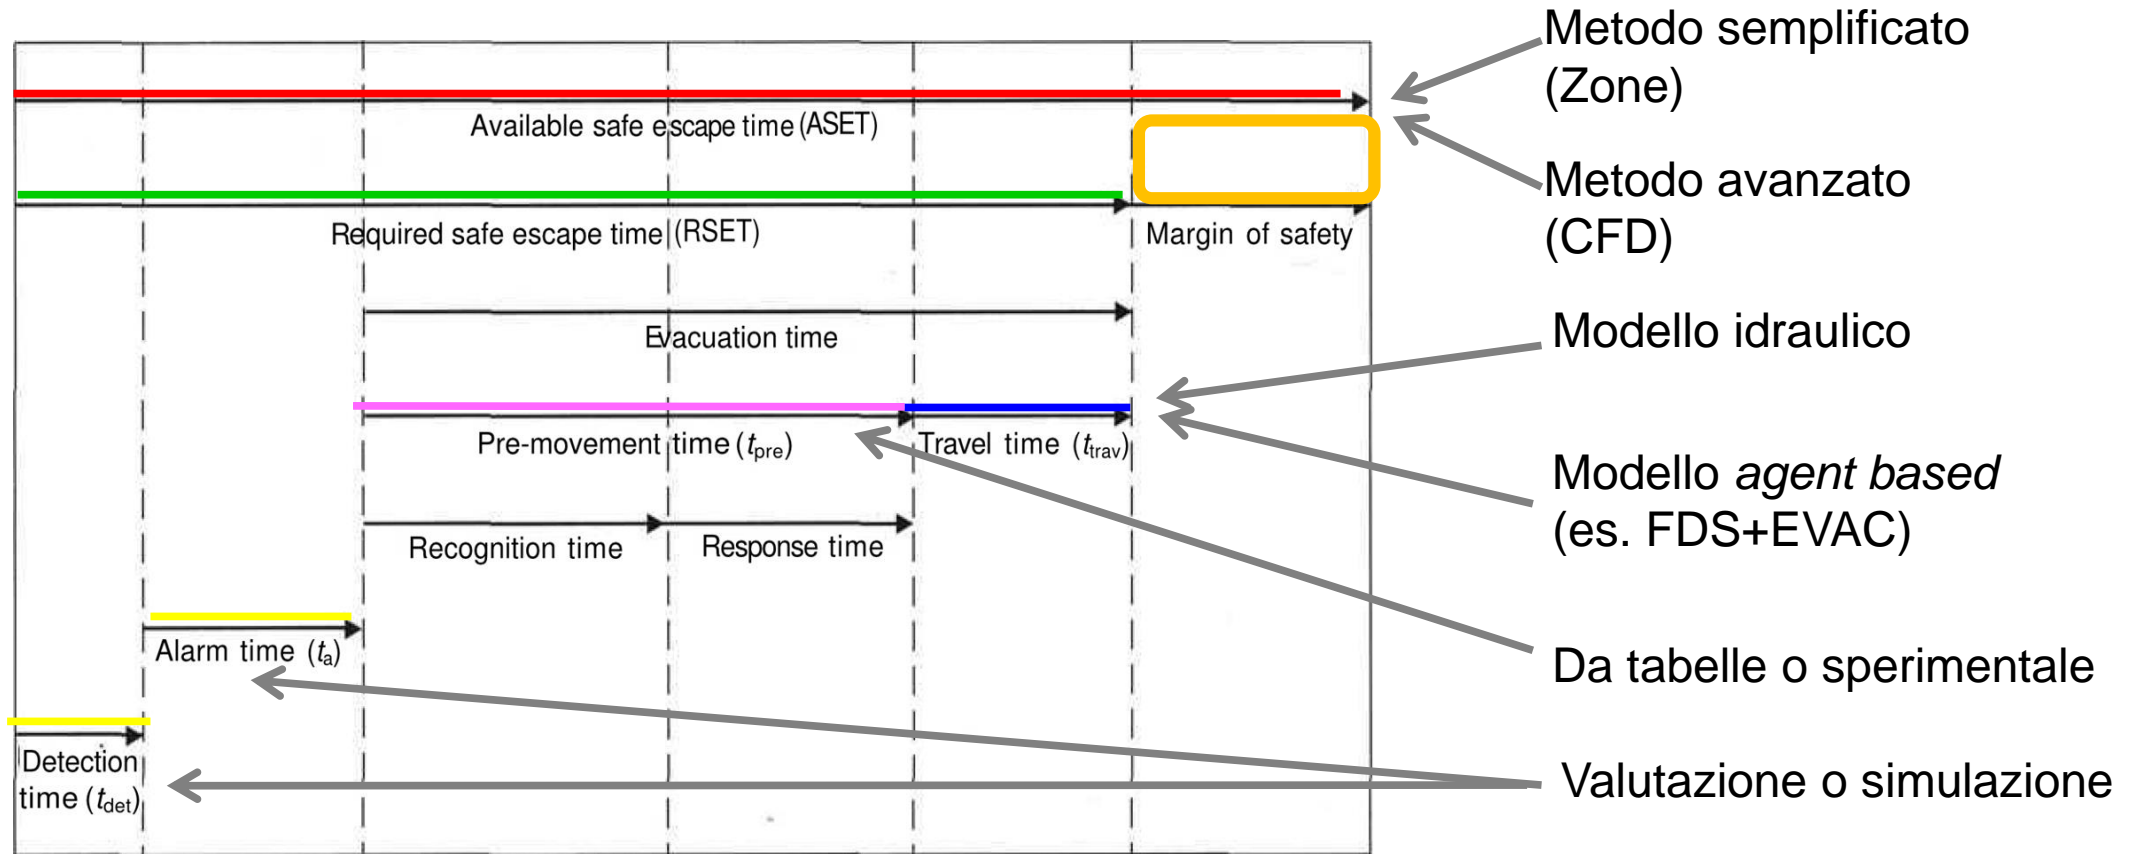 Metodo semplificato
(Zone)
Available safe escape time (ASET)
Metodo avanzato
(CFD)
Required safe escape time (RSET)
Margin of safety
Evacuation time
Modello idraulico
Pre-movement time (tpre)
Travel time (ttrav)
Modello agent based
(es. FDS+EVAC)
Recognition time
Response time
Alarm time (ta)
Da tabelle o sperimentale
Detection
time (tdet)
Valutazione o simulazione